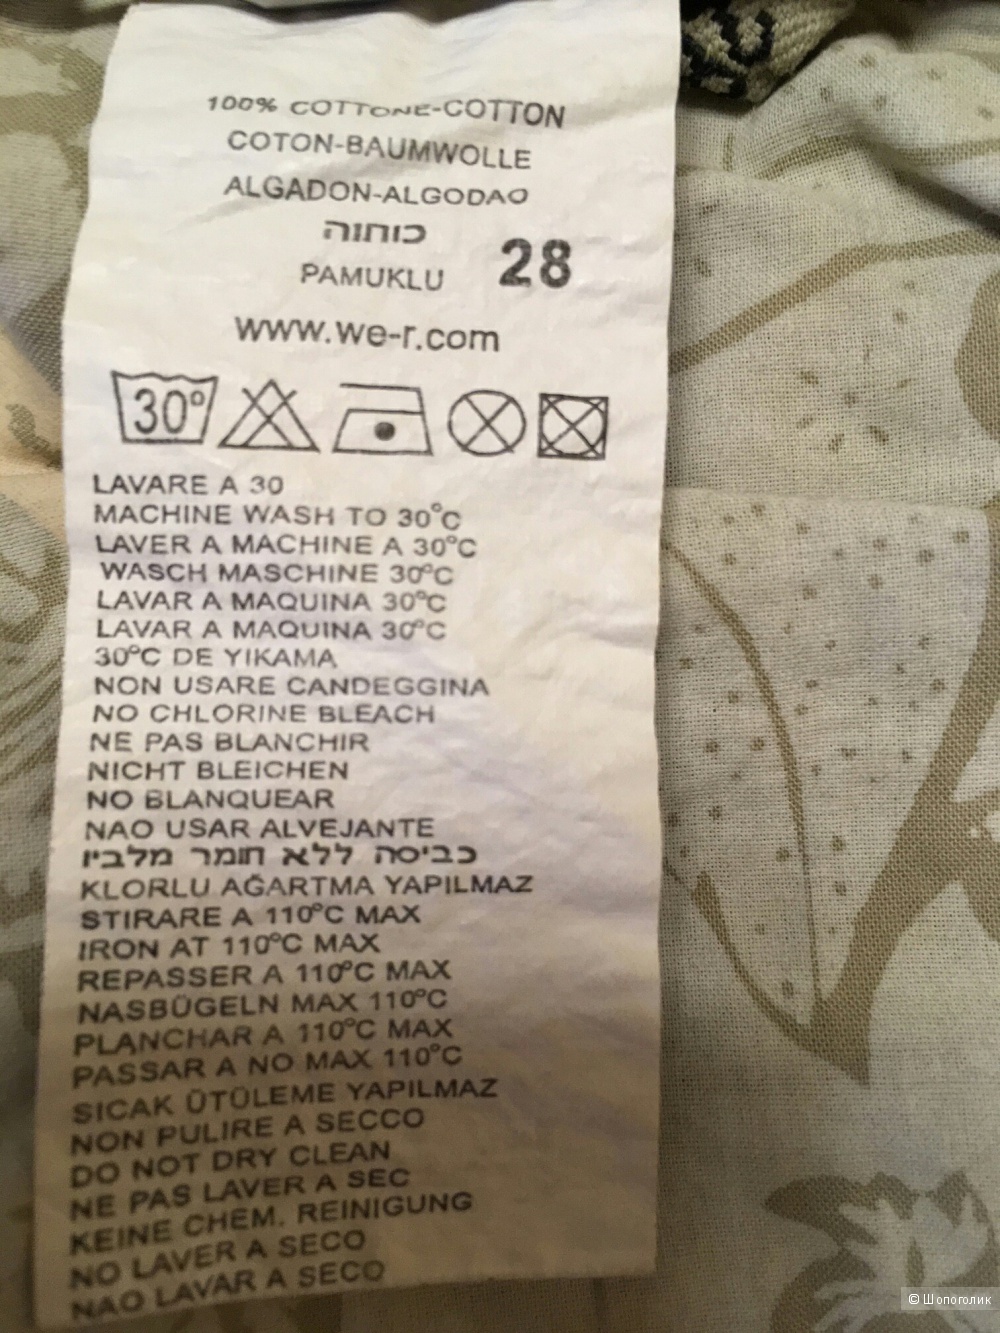 100% COTTONE-COTTON
COTON-BAUMWOLLE
ALGADON-ALGODAO
כוחוה
PAMUKLU
28
www.we-r.com
30°
LAVARE A 30
MACHINE WASH TO 30°C
LAVER A MACHINE A 30°C
WASCH MASCHINE 30°C
LAVAR A MAQUINA 30°C
LAVAR A MAQUINA 30°C
30°C DE YIKAMA
NON USARE CANDEGGINA
NO CHLORINE BLEACH
NE PAS BLANCHIR
NICHT BLEICHEN
NO BLANQUEAR
NAO USAR ALVEJANTE
כביסה ללא חומר מלבין
KLORLU AĞARTMA YAPILMAZ
STIRARE A 110°C MAX
IRON AT 110°C MAX
REPASSER A 110°C MAX
NASBÜGELN MAX 110°C
PLANCHAR A 110°C MAX
PASSAR A NO MAX 110°C
SICAK ÜTÜLEME YAPILMAZ
NON PULIRE A SECCO
DO NOT DRY CLEAN
NE PAS LAVER A SEC
KEINE CHEM. REINIGUNG
NO LAVER A SECO
NAO LAVAR A SECO
© Шопоголик